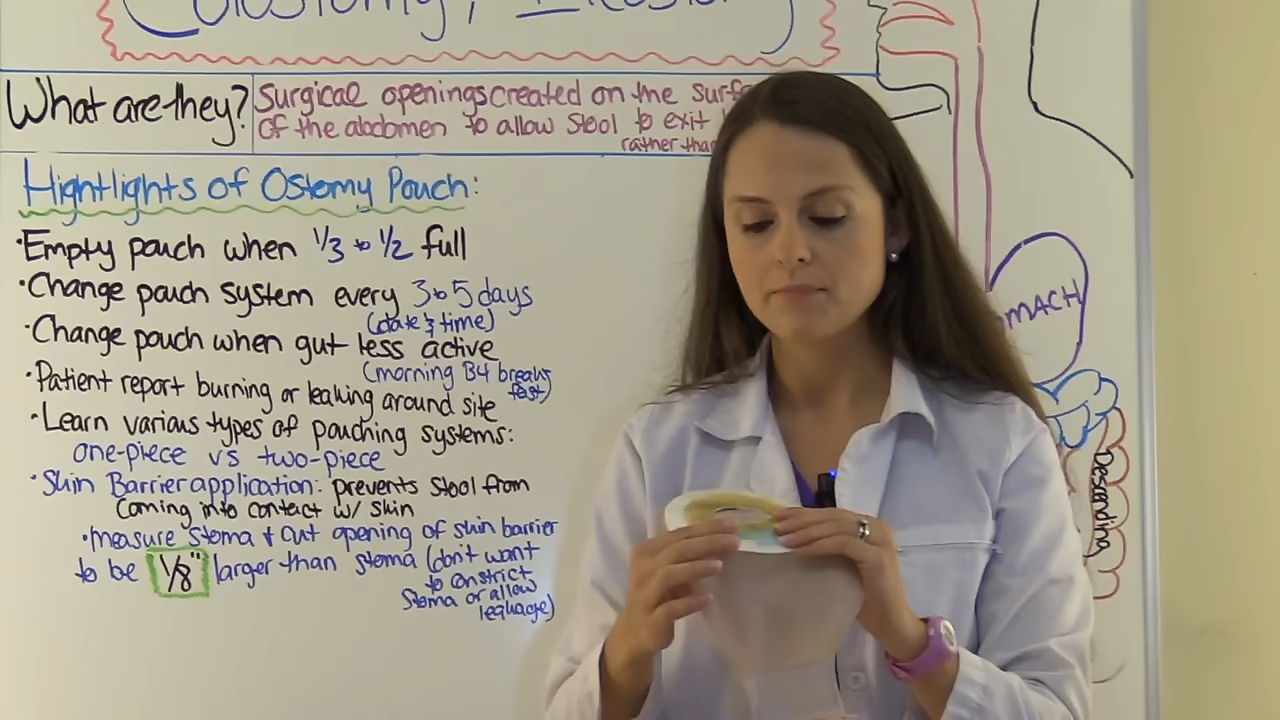 Colostomy, Ileostomy
What are they?
Surgical openings created on the surf
of the abdomen to allow stool to exit
rather than
Hightlights of Ostomy Pouch:
•Empty pouch when 1/3 to 1/2 full
•Change pouch system every 3 to 5 days
(date & time)
•Change pouch when gut less active
(morning B4 breakfast)
•Patient report burning or leaking around site
•Learn various types of pouching systems:
one-piece vs two-piece
•Skin Barrier application: prevents stool from
coming into contact w/ skin
•measure stoma + cut opening of skin barrier
to be 1/8" larger than stoma (don't want
to constrict
stoma or allow
leakage)
STOMACH
Descending